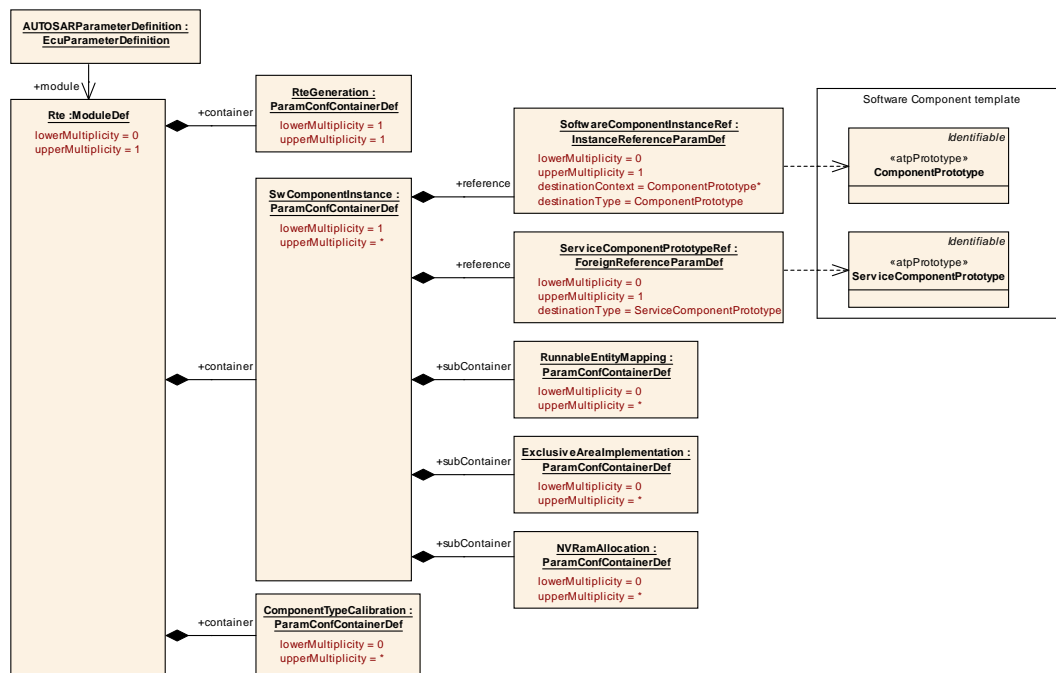 AUTOSARParameterDefinition :
EcuParameterDefinition
+module
Rte :ModuleDef
lowerMultiplicity = 0
upperMultiplicity = 1
+container
RteGeneration :
ParamConfContainerDef
lowerMultiplicity = 1
upperMultiplicity = 1
+container
SwComponentInstance :
ParamConfContainerDef
lowerMultiplicity = 1
upperMultiplicity = *
+reference
SoftwareComponentInstanceRef :
InstanceReferenceParamDef
lowerMultiplicity = 0
upperMultiplicity = 1
destinationContext = ComponentPrototype*
destinationType = ComponentPrototype
Software Component template
Identifiable
«atpPrototype»
ComponentPrototype
+reference
ServiceComponentPrototypeRef :
ForeignReferenceParamDef
lowerMultiplicity = 0
upperMultiplicity = 1
destinationType = ServiceComponentPrototype
Identifiable
«atpPrototype»
ServiceComponentPrototype
+subContainer
RunnableEntityMapping :
ParamConfContainerDef
lowerMultiplicity = 0
upperMultiplicity = *
+subContainer
ExclusiveAreaImplementation :
ParamConfContainerDef
lowerMultiplicity = 0
upperMultiplicity = *
+subContainer
NVRamAllocation :
ParamConfContainerDef
lowerMultiplicity = 0
upperMultiplicity = *
+container
ComponentTypeCalibration :
ParamConfContainerDef
lowerMultiplicity = 0
upperMultiplicity = *